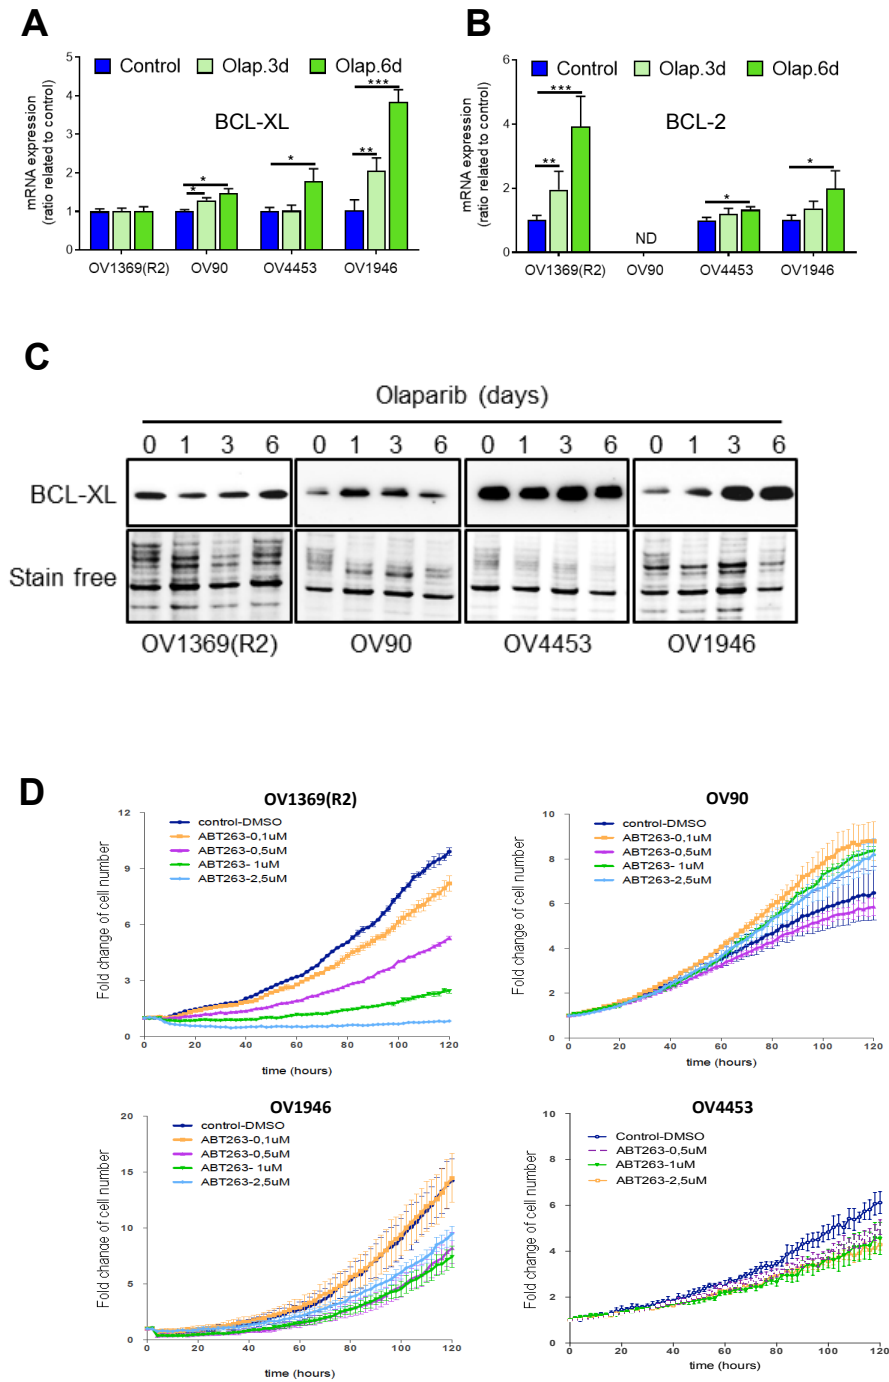 A
mRNA expression
(ratio related to control)
Control Olap.3d Olap.6d
BCL-XL
5
4
3
2
1
0
* * * ** ***
OV1369(R2) OV90 OV4453 OV1946
B
mRNA expression
(ratio related to control)
Control Olap.3d Olap.6d
BCL-2
6
4
2
0
*** ** ND * *
OV1369(R2) OV90 OV4453 OV1946
C
Olaparib (days)
0 1 3 6 0 1 3 6 0 1 3 6 0 1 3 6
BCL-XL
Stain free
OV1369(R2) OV90 OV4453 OV1946
D
OV1369(R2)
Fold change of cell number
12
9
6
3
0
control-DMSO
ABT263-0,1uM
ABT263-0,5uM
ABT263- 1uM
ABT263-2,5uM
0 20 40 60 80 100 120
time (hours)
OV90
Fold change of cell number
10
8
6
4
2
0
control-DMSO
ABT263-0,1uM
ABT263-0,5uM
ABT263- 1uM
ABT263-2,5uM
0 20 40 60 80 100 120
time (hours)
OV1946
Fold change of cell number
20
15
10
5
0
control-DMSO
ABT263-0,1uM
ABT263-0,5uM
ABT263- 1uM
ABT263-2,5uM
0 20 40 60 80 100 120
time (hours)
OV4453
Fold change of cell number
10
8
6
4
2
0
Control-DMSO
ABT263-0,5uM
ABT263-1uM
ABT263-2,5uM
0 20 40 60 80 100 120
time (hours)